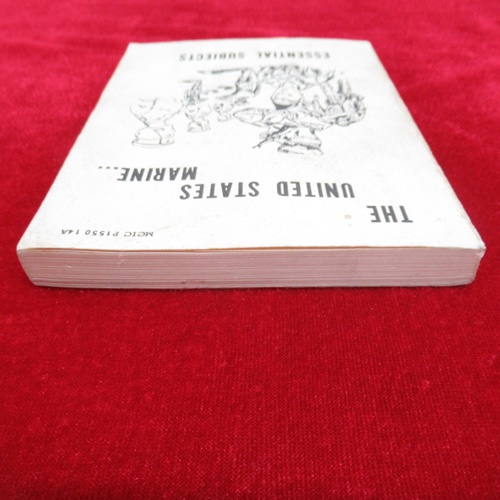 MCIC P1550 14A
THE
UNITED STATES
MARINE...
ESSENTIAL SUBJECTS